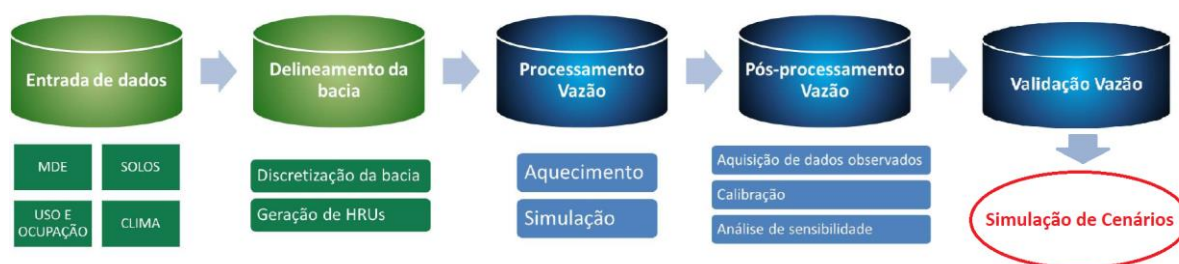 Entrada de dados
MDE
SOLOS
USO E
OCUPAÇÃO
CLIMA
Delineamento da
bacia
Discretização da bacia
Geração de HRUs
Processamento
Vazão
Aquecimento
Simulação
Pós-processamento
Vazão
Aquisição de dados observados
Calibração
Análise de sensibilidade
Validação Vazão
Simulação de Cenários